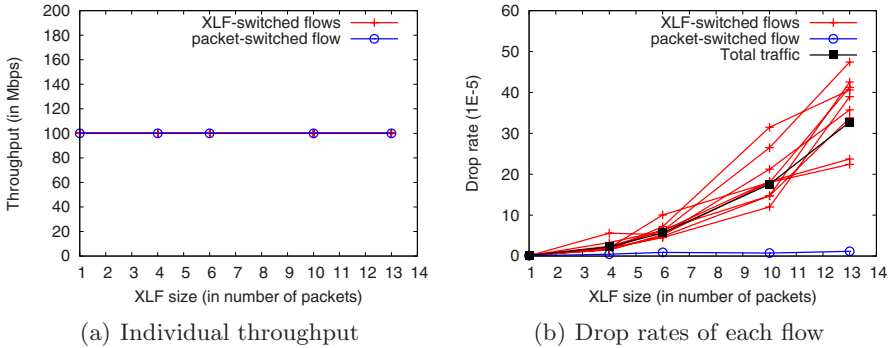 XLF-switched flows
packet-switched flow
200
180
160
140
120
100
80
60
40
20
0
Throughput (in Mbps)
1 2 3 4 5 6 7 8 9 10 11 12 13 14
XLF size (in number of packets)
(a) Individual throughput
XLF-switched flows
packet-switched flow
Total traffic
60
50
40
30
20
10
0
Drop rate (1E-5)
1 2 3 4 5 6 7 8 9 10 11 12 13 14
XLF size (in number of packets)
(b) Drop rates of each flow